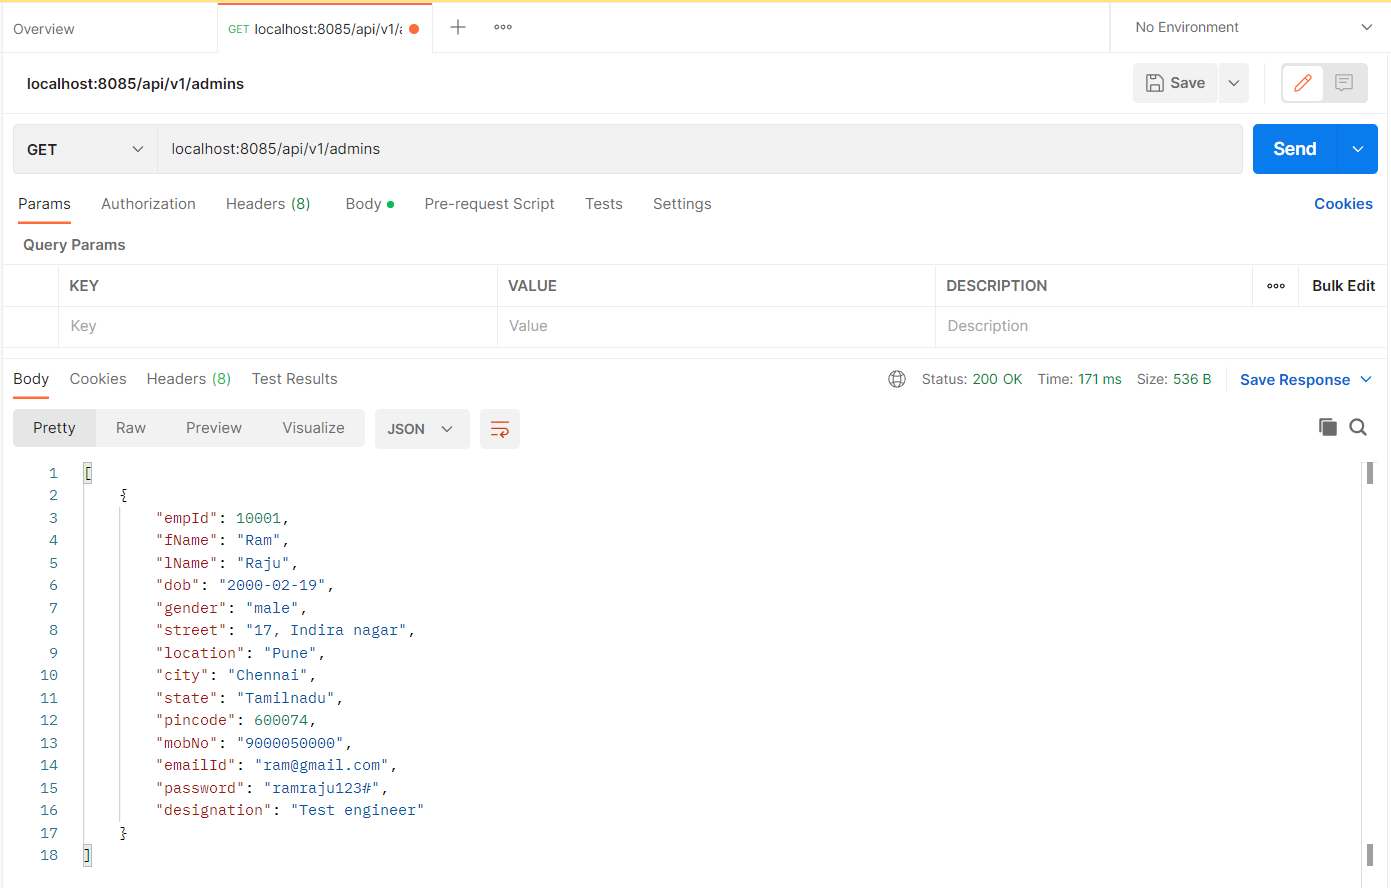 Overview
GET localhost:8085/api/v1/a
No Environment
localhost:8085/api/v1/admins
Save
GET
localhost:8085/api/v1/admins
Send
Params Authorization Headers (8) Body Pre-request Script Tests Settings Cookies
Query Params
KEY VALUE DESCRIPTION Bulk Edit
Key Value Description
Body Cookies Headers (8) Test Results Status: 200 OK Time: 171 ms Size: 536 B Save Response
Pretty Raw Preview Visualize JSON
1 [
2 {
3 "empId": 10001,
4 "fName": "Ram",
5 "lName": "Raju",
6 "dob": "2000-02-19",
7 "gender": "male",
8 "street": "17, Indira nagar",
9 "location": "Pune",
10 "city": "Chennai",
11 "state": "Tamilnadu",
12 "pincode": 600074,
13 "mobNo": "9000050000",
14 "emailId": "ram@gmail.com",
15 "password": "ramraju123#",
16 "designation": "Test engineer"
17 }
18 ]